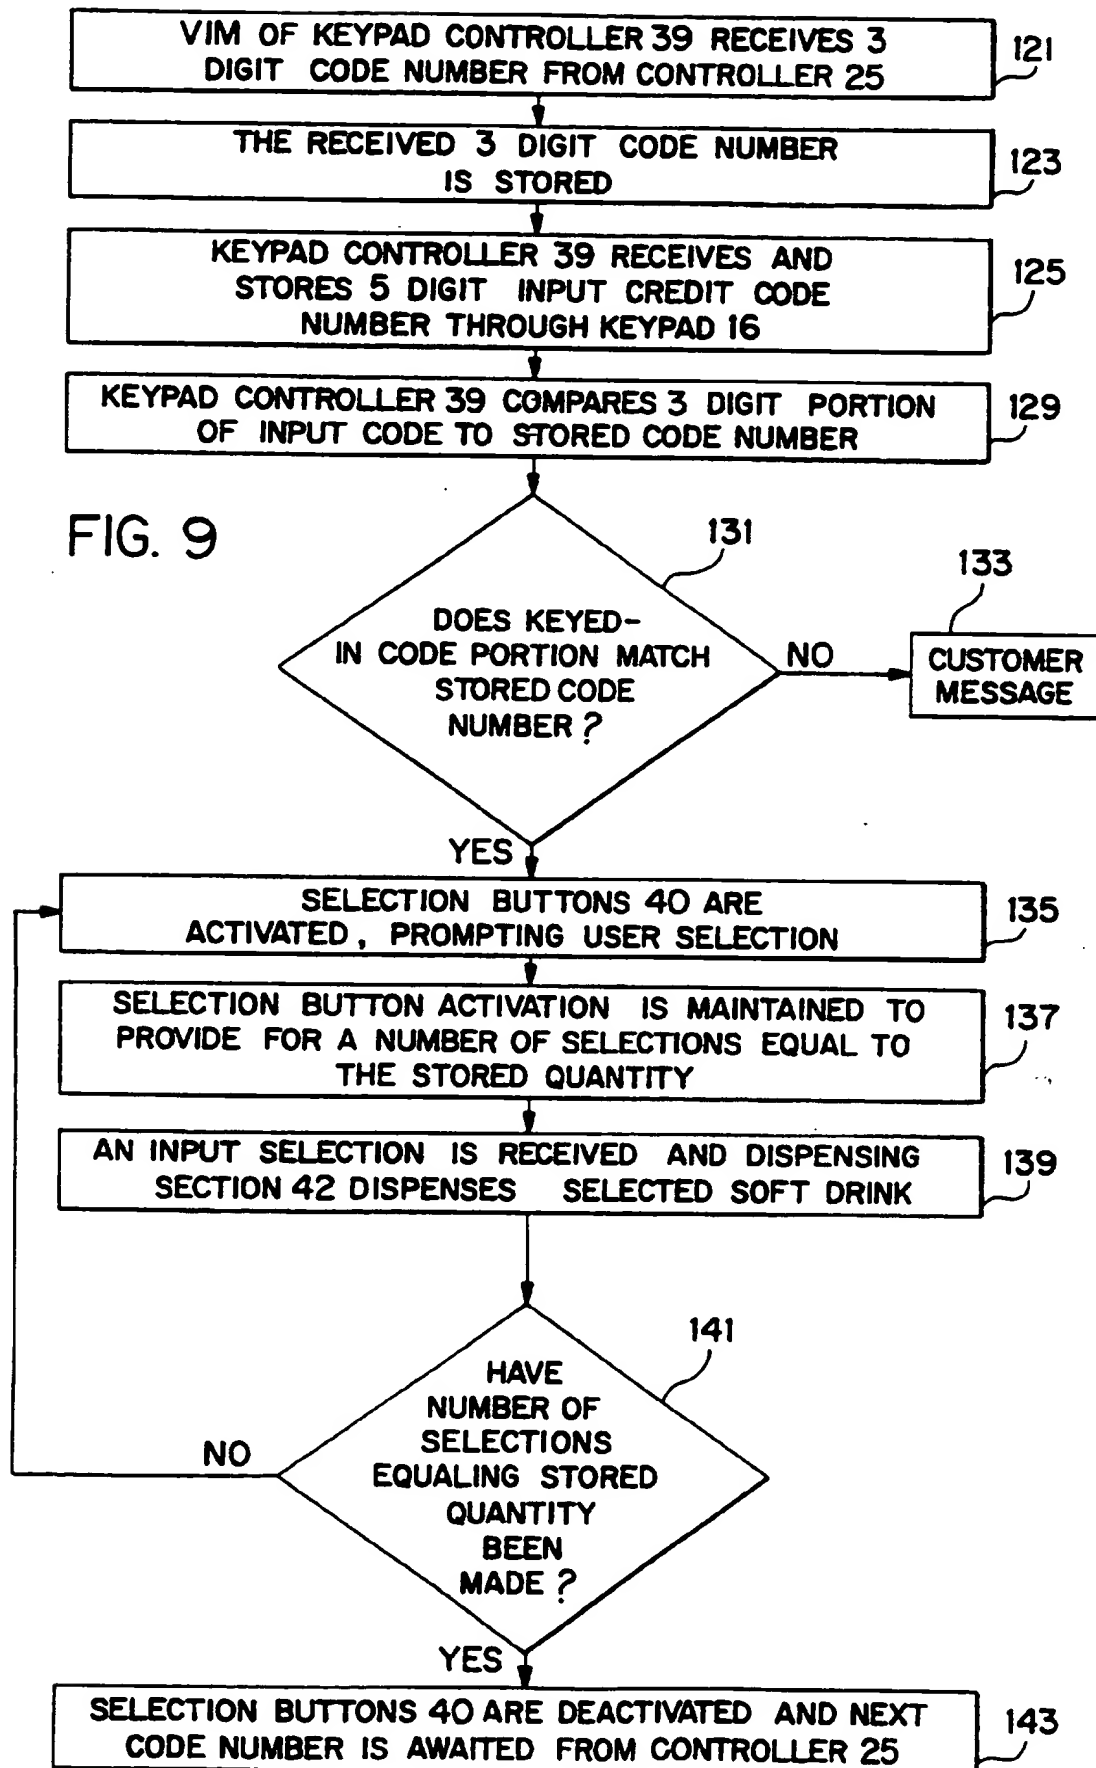 VIM OF KEYPAD CONTROLLER 39 RECEIVES 3
DIGIT CODE NUMBER FROM CONTROLLER 25
121
THE RECEIVED 3 DIGIT CODE NUMBER
IS STORED
123
KEYPAD CONTROLLER 39 RECEIVES AND
STORES 5 DIGIT INPUT CREDIT CODE
NUMBER THROUGH KEYPAD 16
125
KEYPAD CONTROLLER 39 COMPARES 3 DIGIT PORTION
OF INPUT CODE TO STORED CODE NUMBER
129
FIG. 9
131
DOES KEYED-
IN CODE PORTION MATCH
STORED CODE
NUMBER?
NO
133
CUSTOMER
MESSAGE
YES
SELECTION BUTTONS 40 ARE
ACTIVATED, PROMPTING USER SELECTION
135
SELECTION BUTTON ACTIVATION IS MAINTAINED TO
PROVIDE FOR A NUMBER OF SELECTIONS EQUAL TO
THE STORED QUANTITY
137
AN INPUT SELECTION IS RECEIVED AND DISPENSING
SECTION 42 DISPENSES SELECTED SOFT DRINK
139
141
HAVE
NUMBER OF
SELECTIONS
EQUALING STORED
QUANTITY
BEEN
MADE?
NO
YES
SELECTION BUTTONS 40 ARE DEACTIVATED AND NEXT
CODE NUMBER IS AWAITED FROM CONTROLLER 25
143